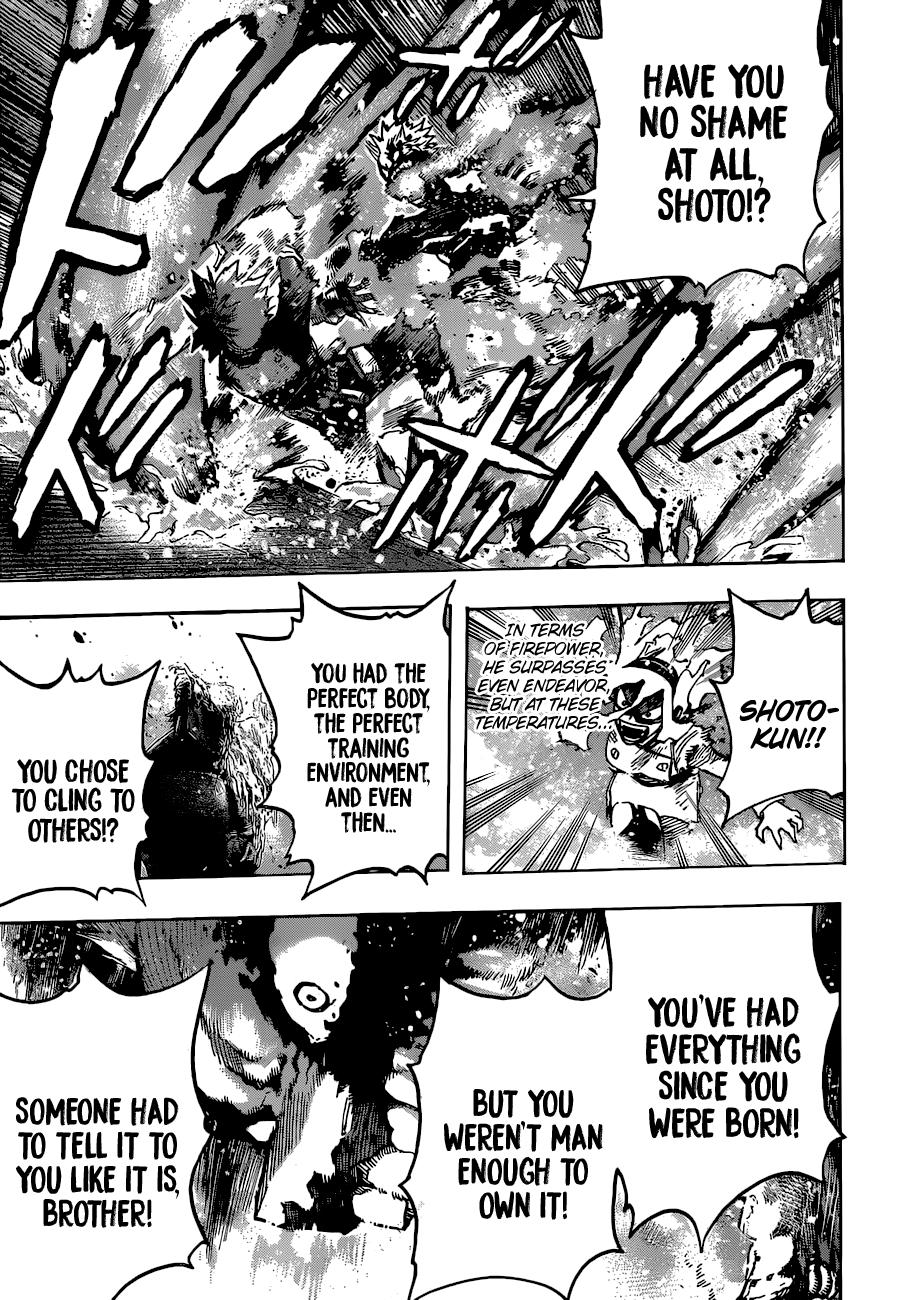 HAVE YOU
NO SHAME
AT ALL,
SHOTO!?
SHOTO-
KUN!!
IN TERMS
OF FIREPOWER,
HE SURPASSES
EVEN ENDEAVOR,
BUT AT THESE
TEMPERATURES...
YOU HAD THE
PERFECT BODY,
THE PERFECT
TRAINING
ENVIRONMENT,
AND EVEN
THEN...
YOU CHOSE
TO CLING TO
OTHERS!?
YOU'VE HAD
EVERYTHING
SINCE YOU
WERE BORN!
BUT YOU
WEREN'T MAN
ENOUGH TO
OWN IT!
SOMEONE HAD
TO TELL IT TO
YOU LIKE IT IS,
BROTHER!